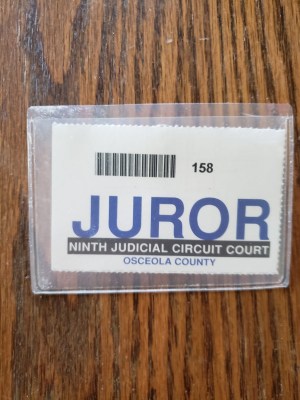 158
JUROR
NINTH JUDICIAL CIRCUIT COURT
OSCEOLA COUNTY